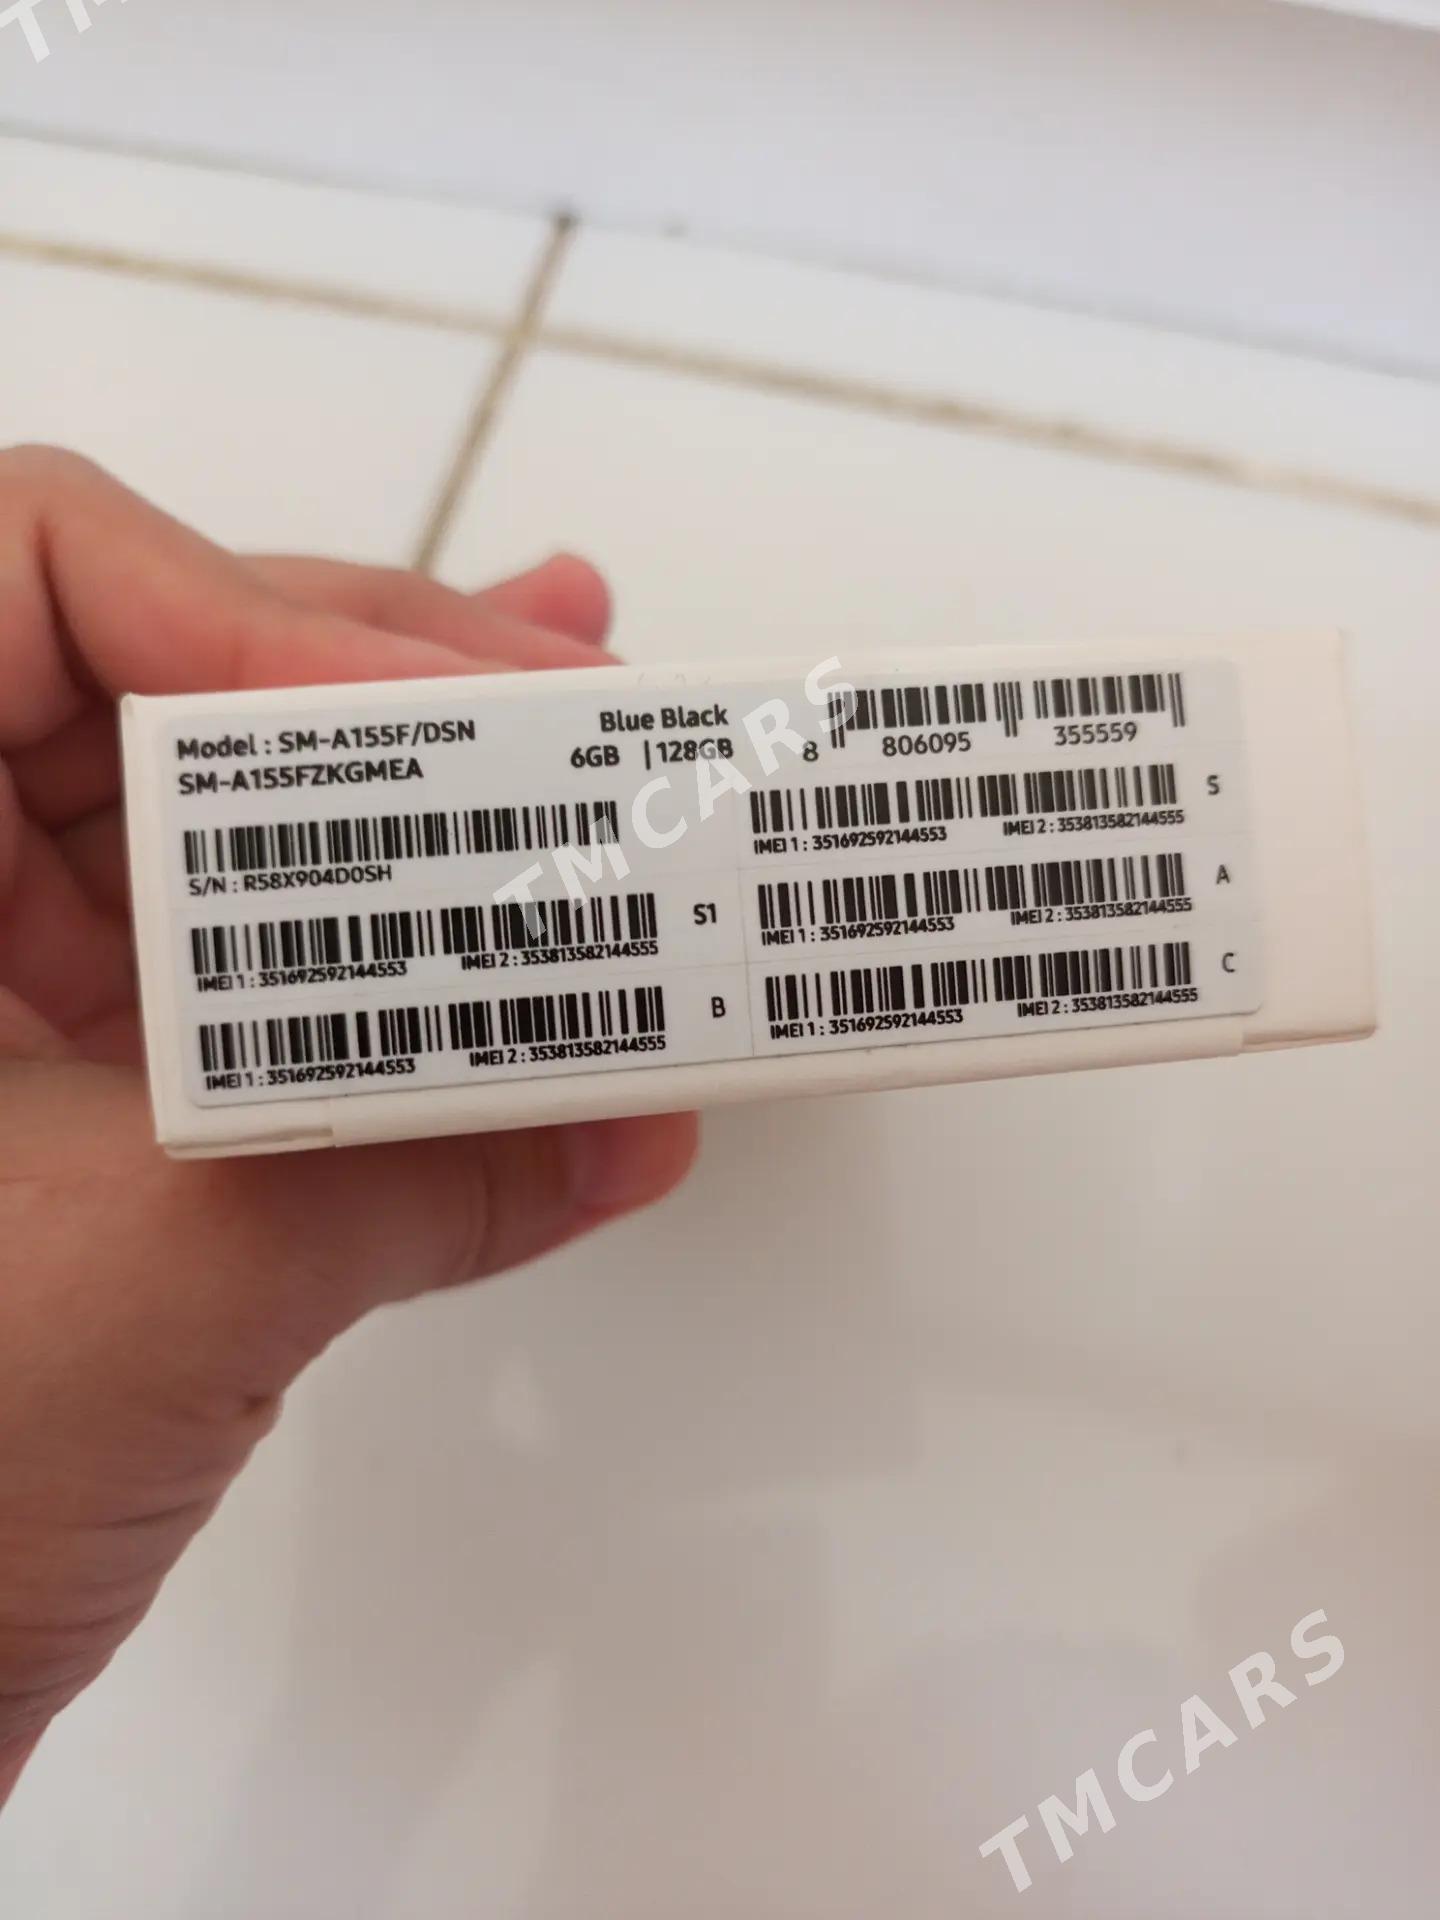 Model : SM-A155F/DSN
SM-A155FZKGMEA
Blue Black
6GB | 128GB
8 806095 355559
S/N : R58X904D0SH
IMEI 1 : 351692592144553 IMEI 2 : 353813582144555 S
IMEI 1 : 351692592144553 IMEI 2 : 353813582144555 S1
IMEI 1 : 351692592144553 IMEI 2 : 353813582144555 A
IMEI 1 : 351692592144553 IMEI 2 : 353813582144555 B
IMEI 1 : 351692592144553 IMEI 2 : 353813582144555 C
TMCARS
TMCARS